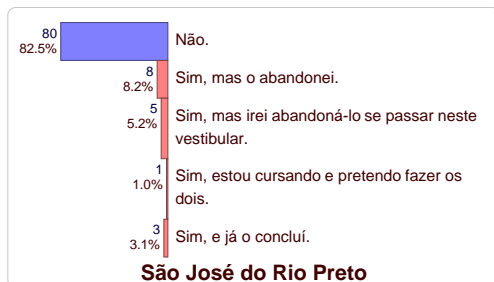 80
82.5%
Não.
8
8.2%
Sim, mas o abandonei.
5
5.2%
Sim, mas irei abandoná-lo se passar neste
vestibular.
1
1.0%
Sim, estou cursando e pretendo fazer os
dois.
3
3.1%
Sim, e já o concluí.
São José do Rio Preto